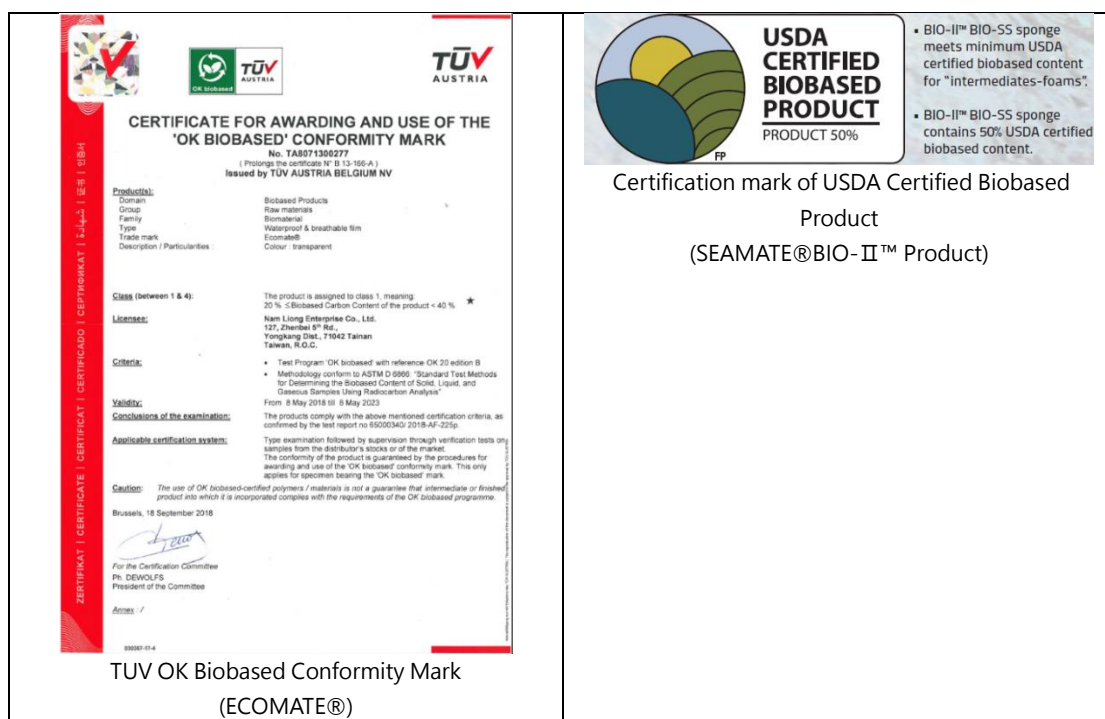 OK biobased
TÜV
AUSTRIA
TÜV
AUSTRIA
CERTIFICATE FOR AWARDING AND USE OF THE
'OK BIOBASED' CONFORMITY MARK
No. TA8071300277
( Prolongs the certificate N° B 13-166-A )
Issued by TÜV AUSTRIA BELGIUM NV
Product(s):
Domain Biobased Products
Group Raw materials
Family Biomaterial
Type Waterproof & breathable film
Trade mark Ecomate®
Description / Particularities : Colour : transparent
Class (between 1 & 4): The product is assigned to class 1, meaning:
20 % ≤ Biobased Carbon Content of the product < 40 % ★
Licensee: Nam Liong Enterprise Co., Ltd.
127, Zhenbei 5th Rd.,
Yongkang Dist., 71042 Tainan
Taiwan, R.O.C.
Criteria: • Test Program 'OK biobased' with reference OK 20 edition B
• Methodology conform to ASTM D 6866: "Standard Test Methods
for Determining the Biobased Content of Solid, Liquid, and
Gaseous Samples Using Radiocarbon Analysis"
Validity: From 8 May 2018 till 8 May 2023
Conclusions of the examination: The products comply with the above mentioned certification criteria, as
confirmed by the test report no 65000340/ 2018-AF-225p.
Applicable certification system: Type examination followed by supervision through verification tests on
samples from the distributor's stocks or of the market.
The conformity of the product is guaranteed by the procedures for
awarding and use of the 'OK biobased' conformity mark. This only
applies for specimen bearing the 'OK biobased' mark.
Caution: The use of OK biobased-certified polymers / materials is not a guarantee that intermediate or finished
product into which it is incorporated complies with the requirements of the OK biobased programme.
Brussels, 18 September 2018
For the Certification Committee
Ph. DEWOLFS
President of the Committee
Annex : /
030367-17-4
ZERTIFIKAT | CERTIFICATE | CERTIFICAT | CERTIFICADO | СЕРТИФИКАТ | شهادة | 证书 | 인증서
TUV OK Biobased Conformity Mark
(ECOMATE®)
USDA
CERTIFIED
BIOBASED
PRODUCT
PRODUCT 50%
FP
• BIO-II™ BIO-SS sponge
meets minimum USDA
certified biobased content
for "intermediates-foams".
• BIO-II™ BIO-SS sponge
contains 50% USDA certified
biobased content.
Certification mark of USDA Certified Biobased
Product
(SEAMATE®BIO-Ⅱ™ Product)